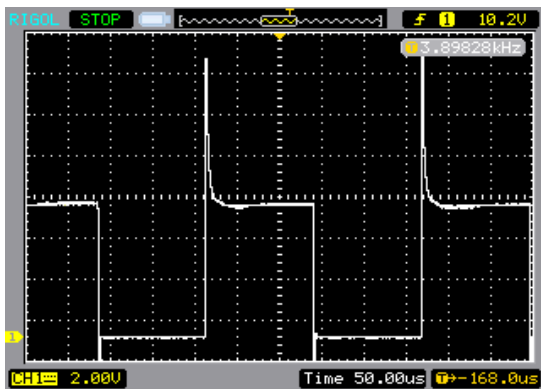 RIGOL STOP T f 1 10.2V
T 3.89828kHz
1
CH1 2.00V Time 50.00us T→-168.0us